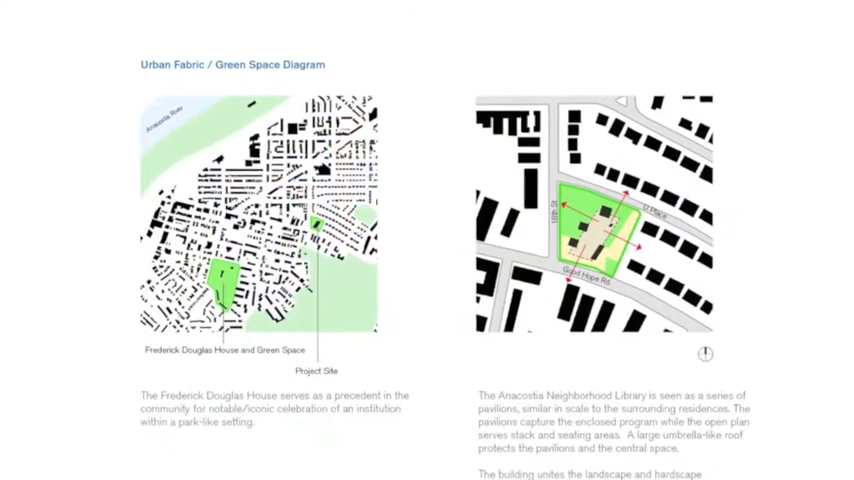 Urban Fabric / Green Space Diagram
Anacostia River
Frederick Douglas House and Green Space
Project Site
The Frederick Douglas House serves as a precedent in the
community for notable/iconic celebration of an institution
within a park-like setting.
18th St
U Place
Good Hope Rd.
The Anacostia Neighborhood Library is seen as a series of
pavilions, similar in scale to the surrounding residences. The
pavilions capture the enclosed program while the open plan
serves stack and seating areas. A large umbrella-like roof
protects the pavilions and the central space.
The building unites the landscape and hardscape